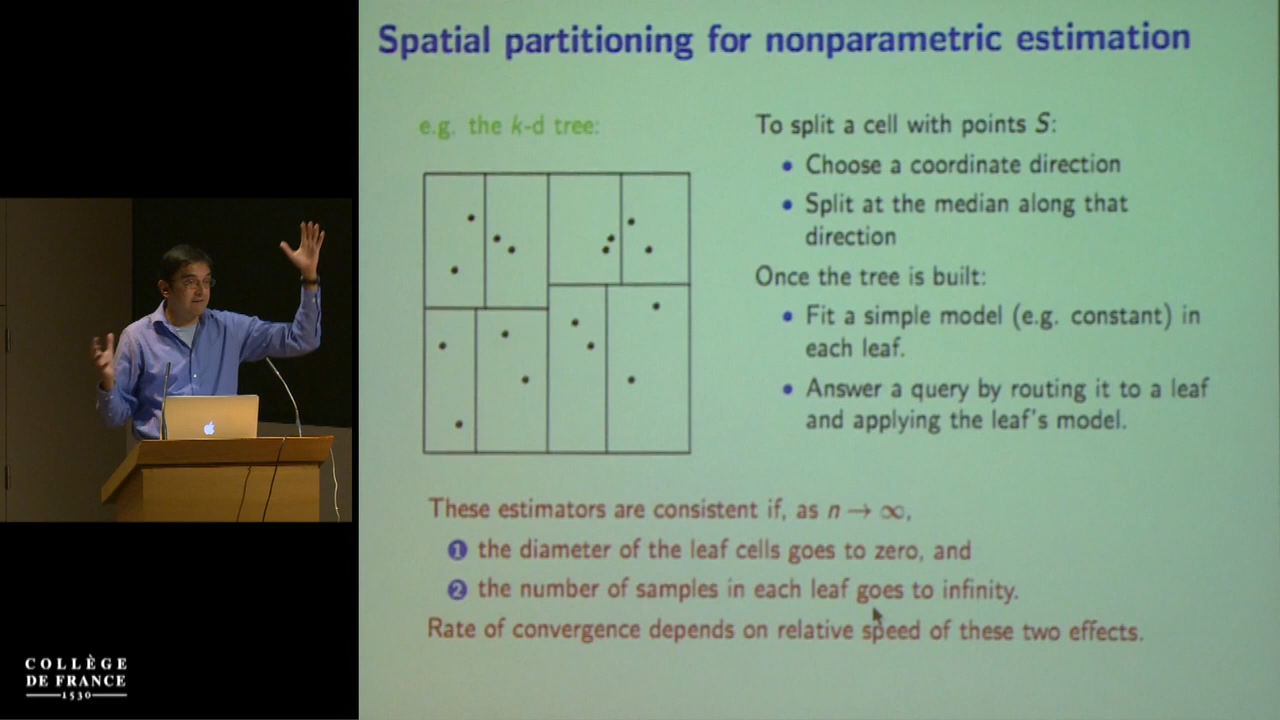 Spatial partitioning for nonparametric estimation
e.g. the k-d tree:
To split a cell with points S:
• Choose a coordinate direction
• Split at the median along that
direction
Once the tree is built:
• Fit a simple model (e.g. constant) in
each leaf.
• Answer a query by routing it to a leaf
and applying the leaf's model.
These estimators are consistent if, as n → ∞,
1 the diameter of the leaf cells goes to zero, and
2 the number of samples in each leaf goes to infinity.
Rate of convergence depends on relative speed of these two effects.
COLLÈGE
DE FRANCE
1530